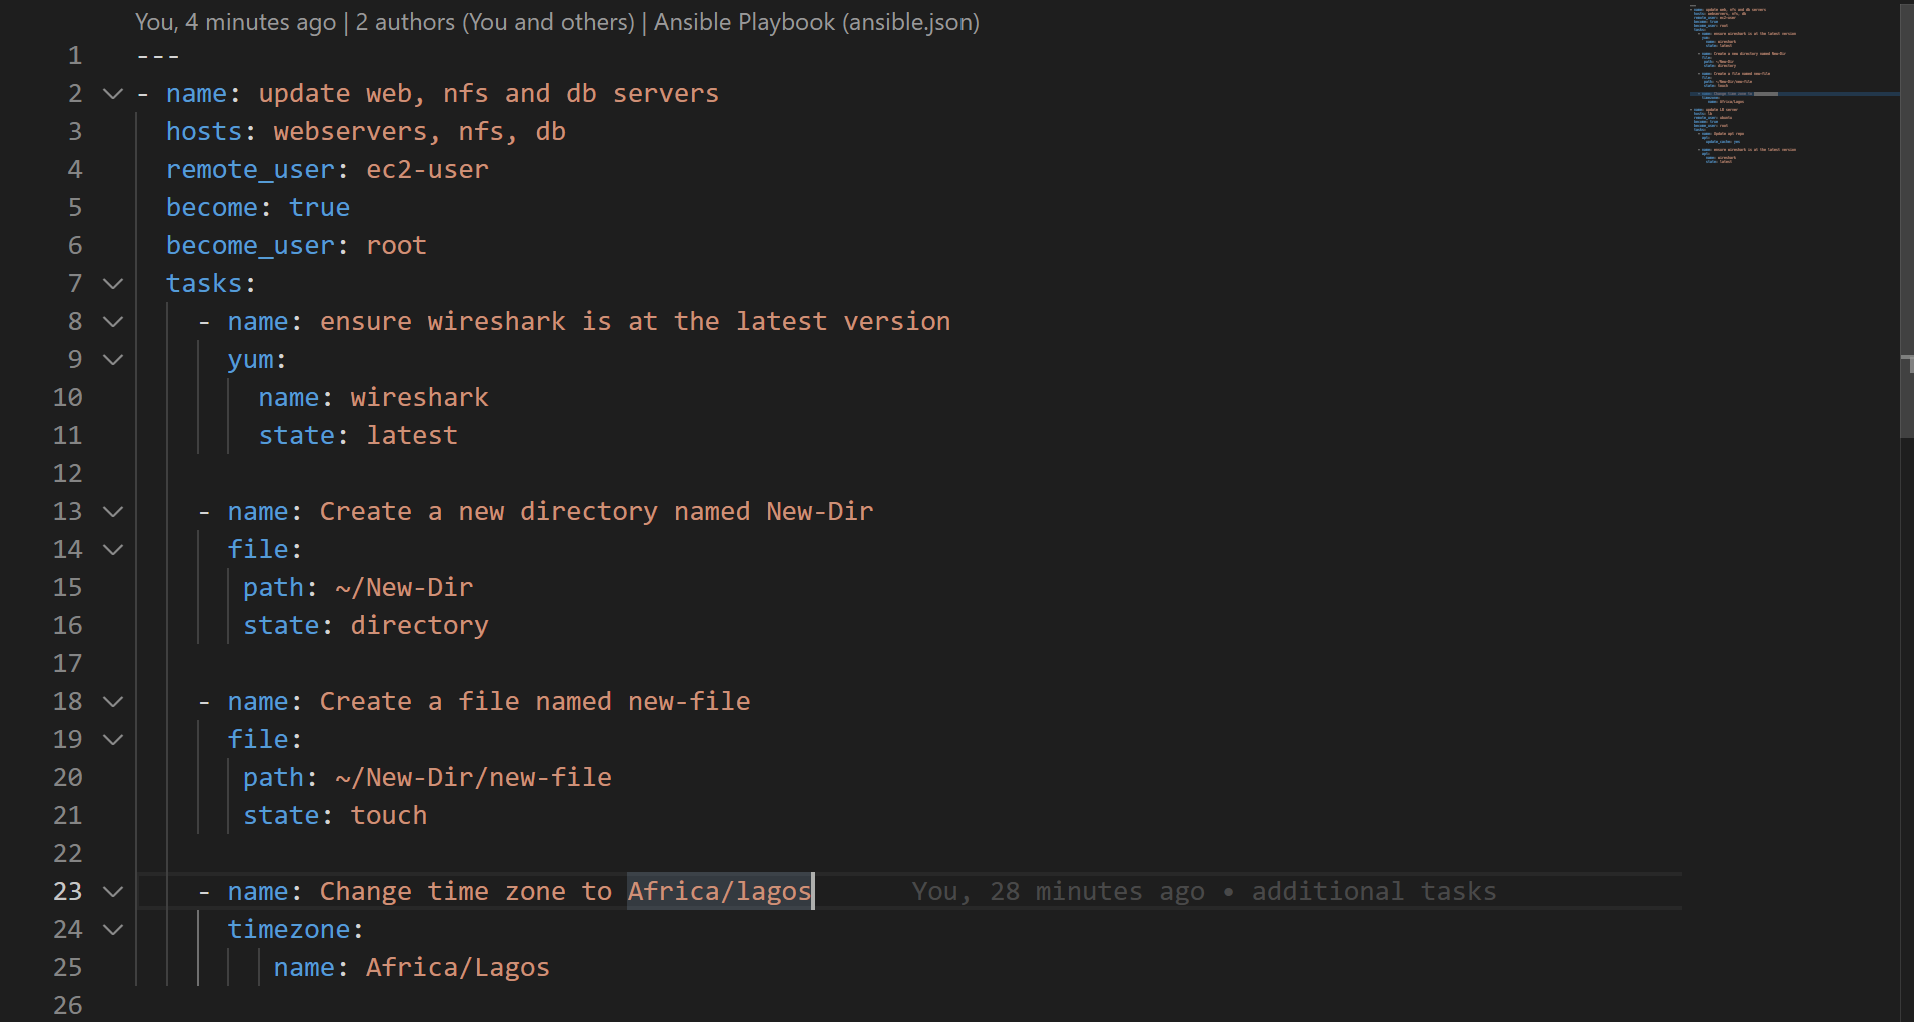 You, 4 minutes ago | 2 authors (You and others) | Ansible Playbook (ansible.json)
1 ---
2 - name: update web, nfs and db servers
3 hosts: webservers, nfs, db
4 remote_user: ec2-user
5 become: true
6 become_user: root
7 tasks:
8 - name: ensure wireshark is at the latest version
9 yum:
10 name: wireshark
11 state: latest
12
13 - name: Create a new directory named New-Dir
14 file:
15 path: ~/New-Dir
16 state: directory
17
18 - name: Create a file named new-file
19 file:
20 path: ~/New-Dir/new-file
21 state: touch
22
23 - name: Change time zone to Africa/lagos You, 28 minutes ago • additional tasks
24 timezone:
25 name: Africa/Lagos
26